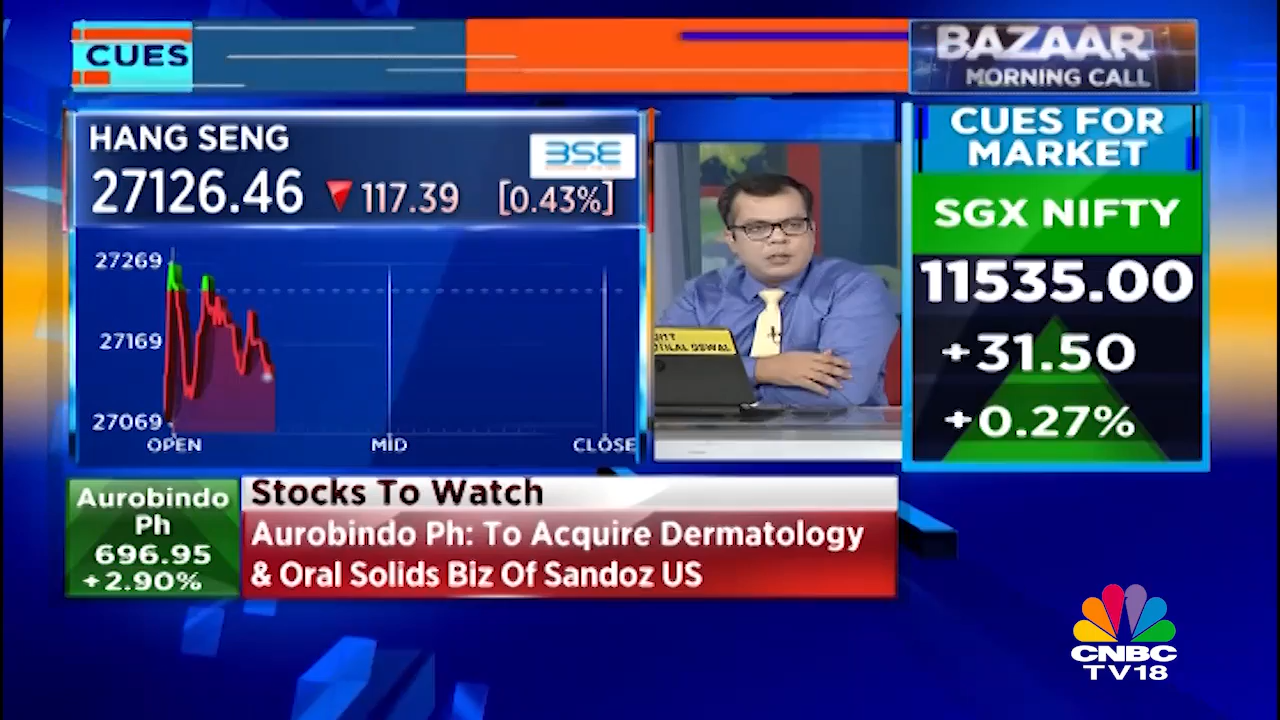 CUES
BAZAAR
MORNING CALL
HANG SENG
BSE
27126.46 ▼ 117.39 [0.43%]
27269
27169
27069
OPEN MID CLOSE
OTILAL OSWAL
CUES FOR
MARKET
SGX NIFTY
11535.00
+31.50
+0.27%
Aurobindo
Ph
696.95
+2.90%
Stocks To Watch
Aurobindo Ph: To Acquire Dermatology
& Oral Solids Biz Of Sandoz US
CNBC
TV18